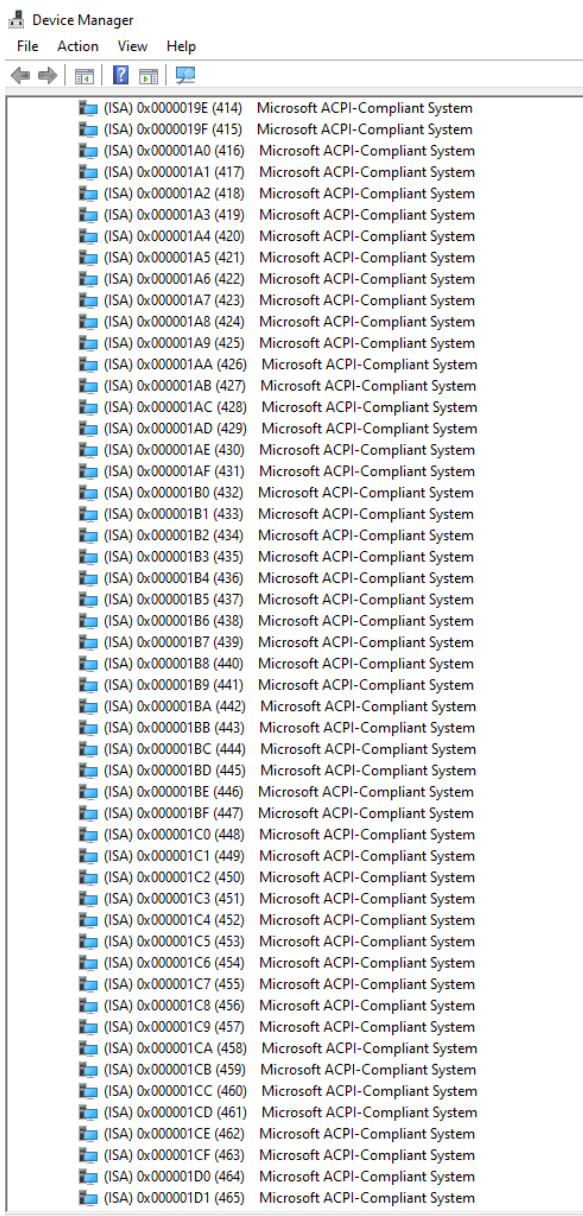 Device Manager
File Action View Help
(ISA) 0x0000019E (414) Microsoft ACPI-Compliant System
(ISA) 0x0000019F (415) Microsoft ACPI-Compliant System
(ISA) 0x000001A0 (416) Microsoft ACPI-Compliant System
(ISA) 0x000001A1 (417) Microsoft ACPI-Compliant System
(ISA) 0x000001A2 (418) Microsoft ACPI-Compliant System
(ISA) 0x000001A3 (419) Microsoft ACPI-Compliant System
(ISA) 0x000001A4 (420) Microsoft ACPI-Compliant System
(ISA) 0x000001A5 (421) Microsoft ACPI-Compliant System
(ISA) 0x000001A6 (422) Microsoft ACPI-Compliant System
(ISA) 0x000001A7 (423) Microsoft ACPI-Compliant System
(ISA) 0x000001A8 (424) Microsoft ACPI-Compliant System
(ISA) 0x000001A9 (425) Microsoft ACPI-Compliant System
(ISA) 0x000001AA (426) Microsoft ACPI-Compliant System
(ISA) 0x000001AB (427) Microsoft ACPI-Compliant System
(ISA) 0x000001AC (428) Microsoft ACPI-Compliant System
(ISA) 0x000001AD (429) Microsoft ACPI-Compliant System
(ISA) 0x000001AE (430) Microsoft ACPI-Compliant System
(ISA) 0x000001AF (431) Microsoft ACPI-Compliant System
(ISA) 0x000001B0 (432) Microsoft ACPI-Compliant System
(ISA) 0x000001B1 (433) Microsoft ACPI-Compliant System
(ISA) 0x000001B2 (434) Microsoft ACPI-Compliant System
(ISA) 0x000001B3 (435) Microsoft ACPI-Compliant System
(ISA) 0x000001B4 (436) Microsoft ACPI-Compliant System
(ISA) 0x000001B5 (437) Microsoft ACPI-Compliant System
(ISA) 0x000001B6 (438) Microsoft ACPI-Compliant System
(ISA) 0x000001B7 (439) Microsoft ACPI-Compliant System
(ISA) 0x000001B8 (440) Microsoft ACPI-Compliant System
(ISA) 0x000001B9 (441) Microsoft ACPI-Compliant System
(ISA) 0x000001BA (442) Microsoft ACPI-Compliant System
(ISA) 0x000001BB (443) Microsoft ACPI-Compliant System
(ISA) 0x000001BC (444) Microsoft ACPI-Compliant System
(ISA) 0x000001BD (445) Microsoft ACPI-Compliant System
(ISA) 0x000001BE (446) Microsoft ACPI-Compliant System
(ISA) 0x000001BF (447) Microsoft ACPI-Compliant System
(ISA) 0x000001C0 (448) Microsoft ACPI-Compliant System
(ISA) 0x000001C1 (449) Microsoft ACPI-Compliant System
(ISA) 0x000001C2 (450) Microsoft ACPI-Compliant System
(ISA) 0x000001C3 (451) Microsoft ACPI-Compliant System
(ISA) 0x000001C4 (452) Microsoft ACPI-Compliant System
(ISA) 0x000001C5 (453) Microsoft ACPI-Compliant System
(ISA) 0x000001C6 (454) Microsoft ACPI-Compliant System
(ISA) 0x000001C7 (455) Microsoft ACPI-Compliant System
(ISA) 0x000001C8 (456) Microsoft ACPI-Compliant System
(ISA) 0x000001C9 (457) Microsoft ACPI-Compliant System
(ISA) 0x000001CA (458) Microsoft ACPI-Compliant System
(ISA) 0x000001CB (459) Microsoft ACPI-Compliant System
(ISA) 0x000001CC (460) Microsoft ACPI-Compliant System
(ISA) 0x000001CD (461) Microsoft ACPI-Compliant System
(ISA) 0x000001CE (462) Microsoft ACPI-Compliant System
(ISA) 0x000001CF (463) Microsoft ACPI-Compliant System
(ISA) 0x000001D0 (464) Microsoft ACPI-Compliant System
(ISA) 0x000001D1 (465) Microsoft ACPI-Compliant System